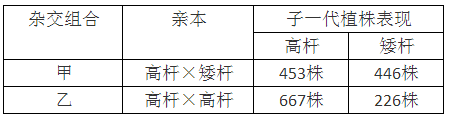 杂交组合 亲本 子一代植株表现
高杆 矮杆
甲 高杆×矮杆 453株 446株
乙 高杆×高杆 667株 226株